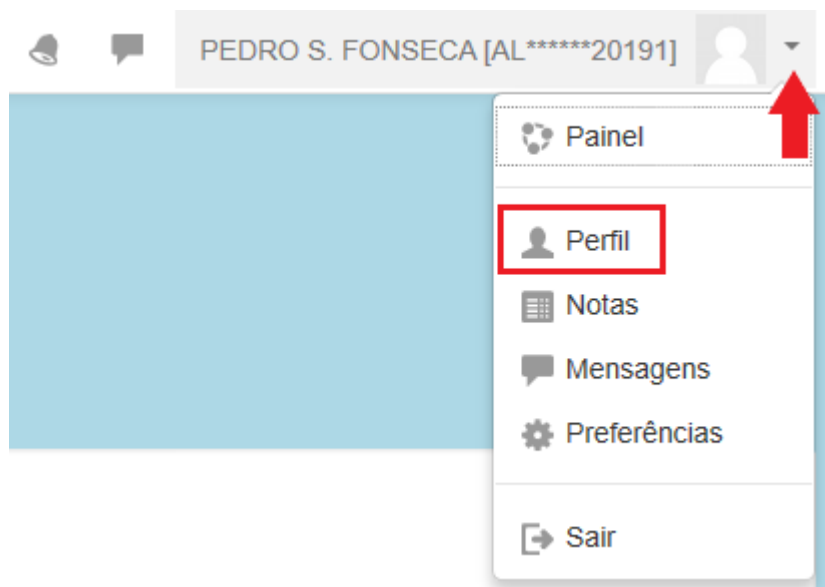 PEDRO S. FONSECA [AL******20191]
Painel
Perfil
Notas
Mensagens
Preferências
Sair